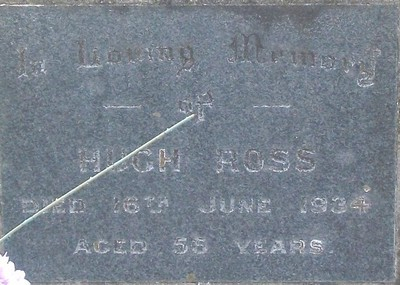 In Loving Memory
— of —
HUGH ROSS
DIED 16TH JUNE 1934
AGED 55 YEARS.